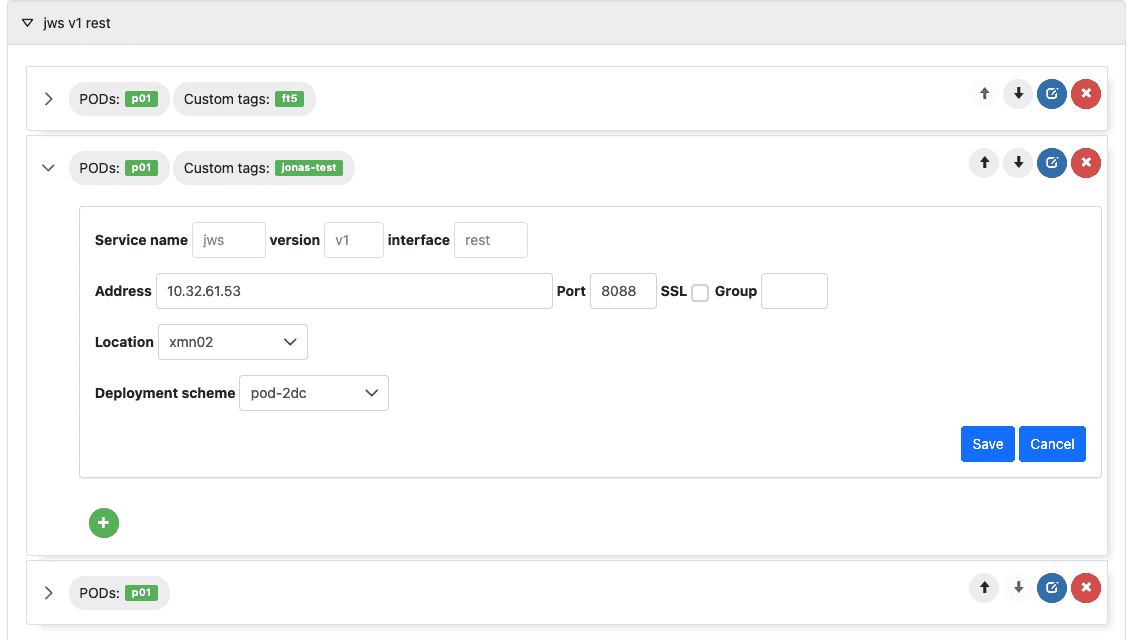 jws v1 rest
PODs: p01 Custom tags: ft5
PODs: p01 Custom tags: jonas-test
Service name jws version v1 interface rest
Address 10.32.61.53 Port 8088 SSL Group
Location xmn02
Deployment scheme pod-2dc
Save Cancel
PODs: p01